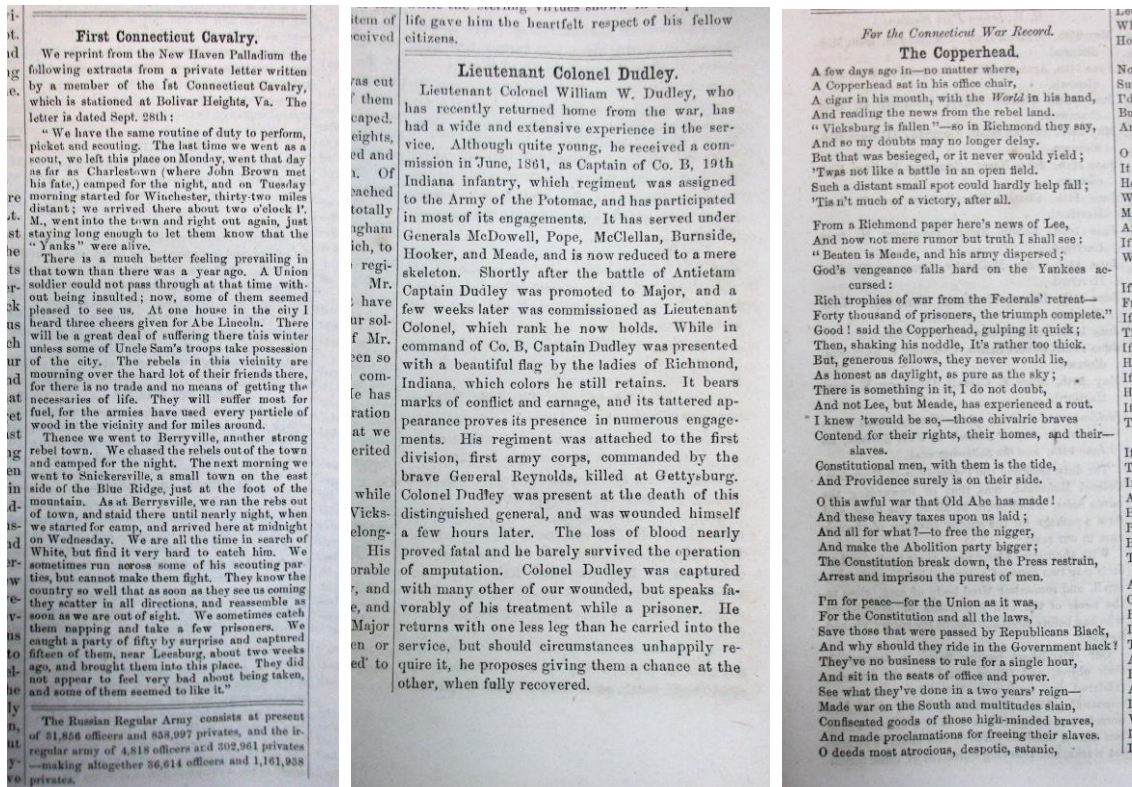 First Connecticut Cavalry.
We reprint from the New Haven Palladium the
following extracts from a private letter written
by a member of the 1st Connecticut Cavalry,
which is stationed at Bolivar Heights, Va. The
letter is dated Sept. 28th :
" We have the same routine of duty to perform,
picket and scouting. The last time we went as a
scout, we left this place on Monday, went that day
as far as Charlestown (where John Brown met
his fate,) camped for the night, and on Tuesday
morning started for Winchester, thirty-two miles
distant ; we arrived there about two o'clock P.
M., went into the town and right out again, just
staying long enough to let them know that the
" Yanks" were alive.
There is a much better feeling prevailing in
that town than there was a year ago. A Union
soldier could not pass through at that time with-
out being insulted ; now, some of them seemed
pleased to see us. At one house in the city I
heard three cheers given for Abe Lincoln. There
will be a great deal of suffering there this winter
unless some of Uncle Sam's troops take possession
of the city. The rebels in this vicinity are
mourning over the hard lot of their friends there,
for there is no trade and no means of getting the
necessaries of life. They will suffer most for
fuel, for the armies have used every particle of
wood in the vicinity and for miles around.
Thence we went to Berryville, another strong
rebel town. We chased the rebels out of the town
and camped for the night. The next morning we
went to Snickersville, a small town on the east
side of the Blue Ridge, just at the foot of the
mountain. As at Berrysville, we ran the rebs out
of town, and staid there until nearly night, when
we started for camp, and arrived here at midnight
on Wednesday. We are all the time in search of
White, but find it very hard to catch him. We
sometimes run across some of his scouting par-
ties, but cannot make them fight. They know the
country so well that as soon as they see us coming
they scatter in all directions, and reassemble as
soon as we are out of sight. We sometimes catch
them napping and take a few prisoners. We
caught a party of fifty by surprise and captured
fifteen of them, near Leesburg, about two weeks
ago, and brought them into this place. They did
not appear to feel very bad about being taken,
and some of them seemed to like it."
The Russian Regular Army consists at present
of 31,856 officers and 858,997 privates, and the ir-
regular army of 4,818 officers and 302,961 privates
—making altogether 36,614 officers and 1,161,958
privates.
life gave him the heartfelt respect of his fellow
citizens.
Lieutenant Colonel Dudley.
Lieutenant Colonel William W. Dudley, who
has recently returned home from the war, has
had a wide and extensive experience in the ser-
vice. Although quite young, he received a com-
mission in June, 1861, as Captain of Co. B, 19th
Indiana infantry, which regiment was assigned
to the Army of the Potomac, and has participated
in most of its engagements. It has served under
Generals McDowell, Pope, McClellan, Burnside,
Hooker, and Meade, and is now reduced to a mere
skeleton. Shortly after the battle of Antietam
Captain Dudley was promoted to Major, and a
few weeks later was commissioned as Lieutenant
Colonel, which rank he now holds. While in
command of Co. B, Captain Dudley was presented
with a beautiful flag by the ladies of Richmond,
Indiana, which colors he still retains. It bears
marks of conflict and carnage, and its tattered ap-
pearance proves its presence in numerous engage-
ments. His regiment was attached to the first
division, first army corps, commanded by the
brave General Reynolds, killed at Gettysburg.
Colonel Dudley was present at the death of this
distinguished general, and was wounded himself
a few hours later. The loss of blood nearly
proved fatal and he barely survived the operation
of amputation. Colonel Dudley was captured
with many other of our wounded, but speaks fa-
vorably of his treatment while a prisoner. He
returns with one less leg than he carried into the
service, but should circumstances unhappily re-
quire it, he proposes giving them a chance at the
other, when fully recovered.
For the Connecticut War Record.
The Copperhead.
A few days ago in—no matter where,
A Copperhead sat in his office chair,
A cigar in his mouth, with the World in his hand,
And reading the news from the rebel land.
" Vicksburg is fallen "—so in Richmond they say,
And so my doubts may no longer delay.
But that was besieged, or it never would yield ;
'Twas not like a battle in an open field.
Such a distant small spot could hardly help fall ;
'Tis n't much of a victory, after all.
From a Richmond paper here's news of Lee,
And now not mere rumor but truth I shall see :
" Beaten is Meade, and his army dispersed ;
God's vengeance falls hard on the Yankees ac-
cursed :
Rich trophies of war from the Federals' retreat—
Forty thousand of prisoners, the triumph complete."
Good ! said the Copperhead, gulping it quick ;
Then, shaking his noddle, It's rather too thick.
But, generous fellows, they never would lie,
As honest as daylight, as pure as the sky ;
There is something in it, I do not doubt,
And not Lee, but Meade, has experienced a rout.
I knew 'twould be so,—those chivalric braves
Contend for their rights, their homes, and their—
slaves.
Constitutional men, with them is the tide,
And Providence surely is on their side.
O this awful war that Old Abe has made !
And these heavy taxes upon us laid ;
And all for what ?—to free the nigger,
And make the Abolition party bigger ;
The Constitution break down, the Press restrain,
Arrest and imprison the purest of men.
I'm for peace—for the Union as it was,
For the Constitution and all the laws,
Save those that were passed by Republicans Black,
And why should they ride in the Government hack ?
They've no business to rule for a single hour,
And sit in the seats of office and power.
See what they've done in a two years' reign—
Made war on the South and multitudes slain,
Confiscated goods of those high-minded braves,
And made proclamations for freeing their slaves.
O deeds most atrocious, despotic, satanic,